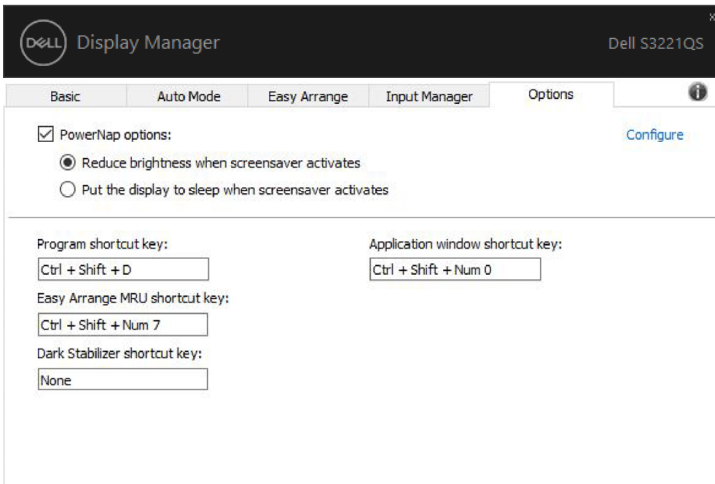 DELL Display Manager
Dell S3221QS
Basic Auto Mode Easy Arrange Input Manager Options
PowerNap options: Configure
Reduce brightness when screensaver activates
Put the display to sleep when screensaver activates
Program shortcut key: Application window shortcut key:
Ctrl + Shift + D Ctrl + Shift + Num 0
Easy Arrange MRU shortcut key:
Ctrl + Shift + Num 7
Dark Stabilizer shortcut key:
None